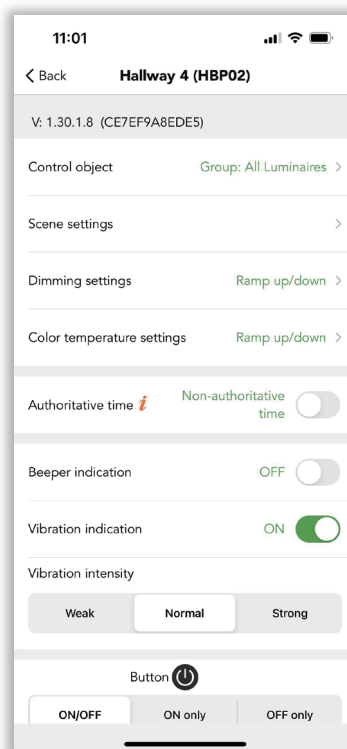 11:01
Back Hallway 4 (HBP02)
V: 1.30.1.8 (CE7EF9A8EDE5)
Control object Group: All Luminaires
Scene settings
Dimming settings Ramp up/down
Color temperature settings Ramp up/down
Authoritative time i Non-authoritative
time
Beeper indication OFF
Vibration indication ON
Vibration intensity
Weak Normal Strong
Button
ON/OFF ON only OFF only